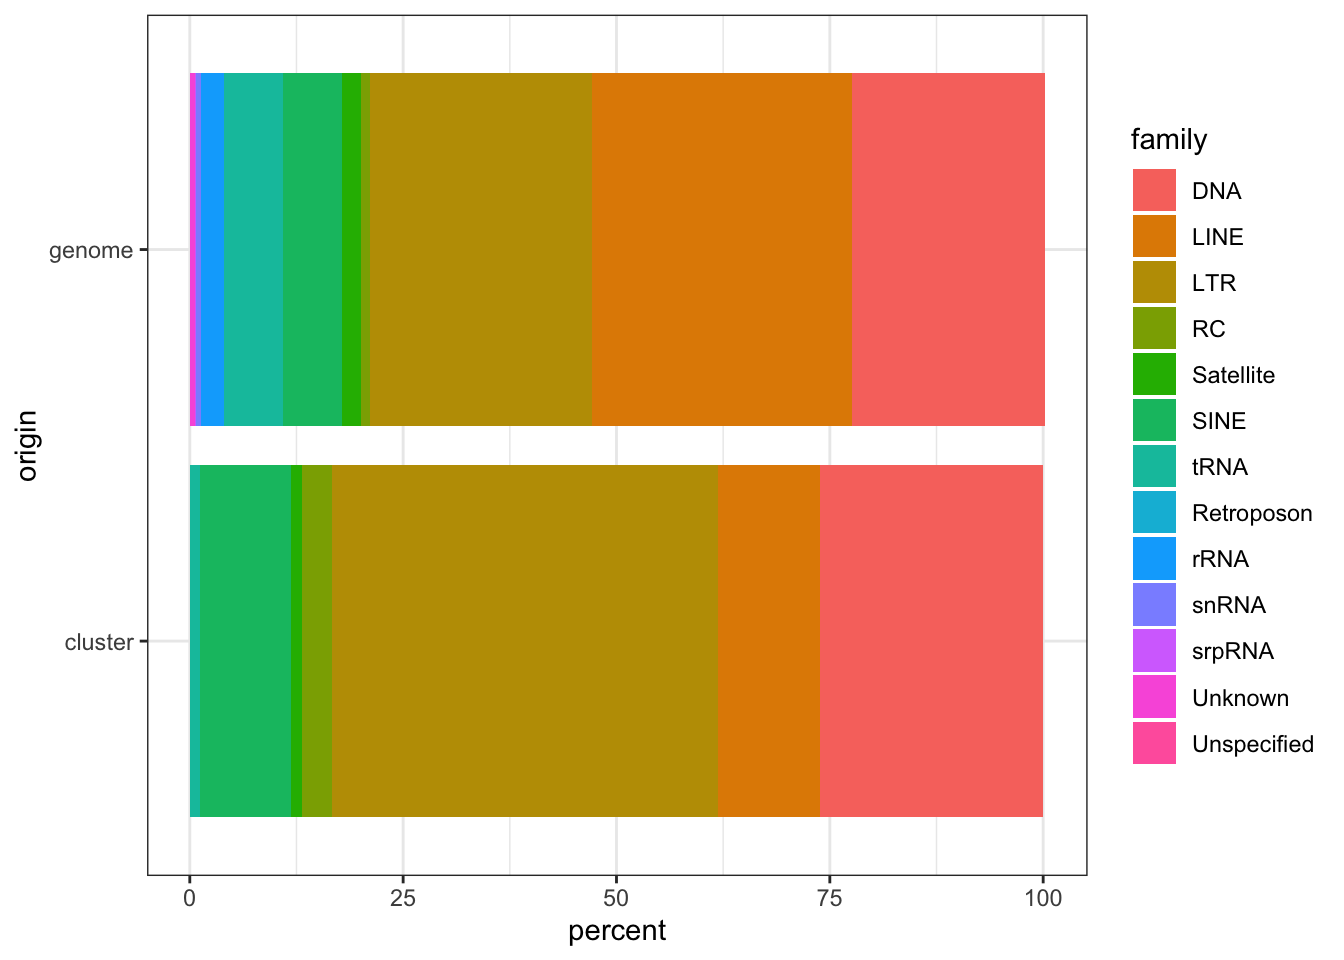 origin
genome
cluster
0
25
50
75
100
percent
family
DNA
LINE
LTR
RC
Satellite
SINE
tRNA
Retroposon
rRNA
snRNA
srpRNA
Unknown
Unspecified